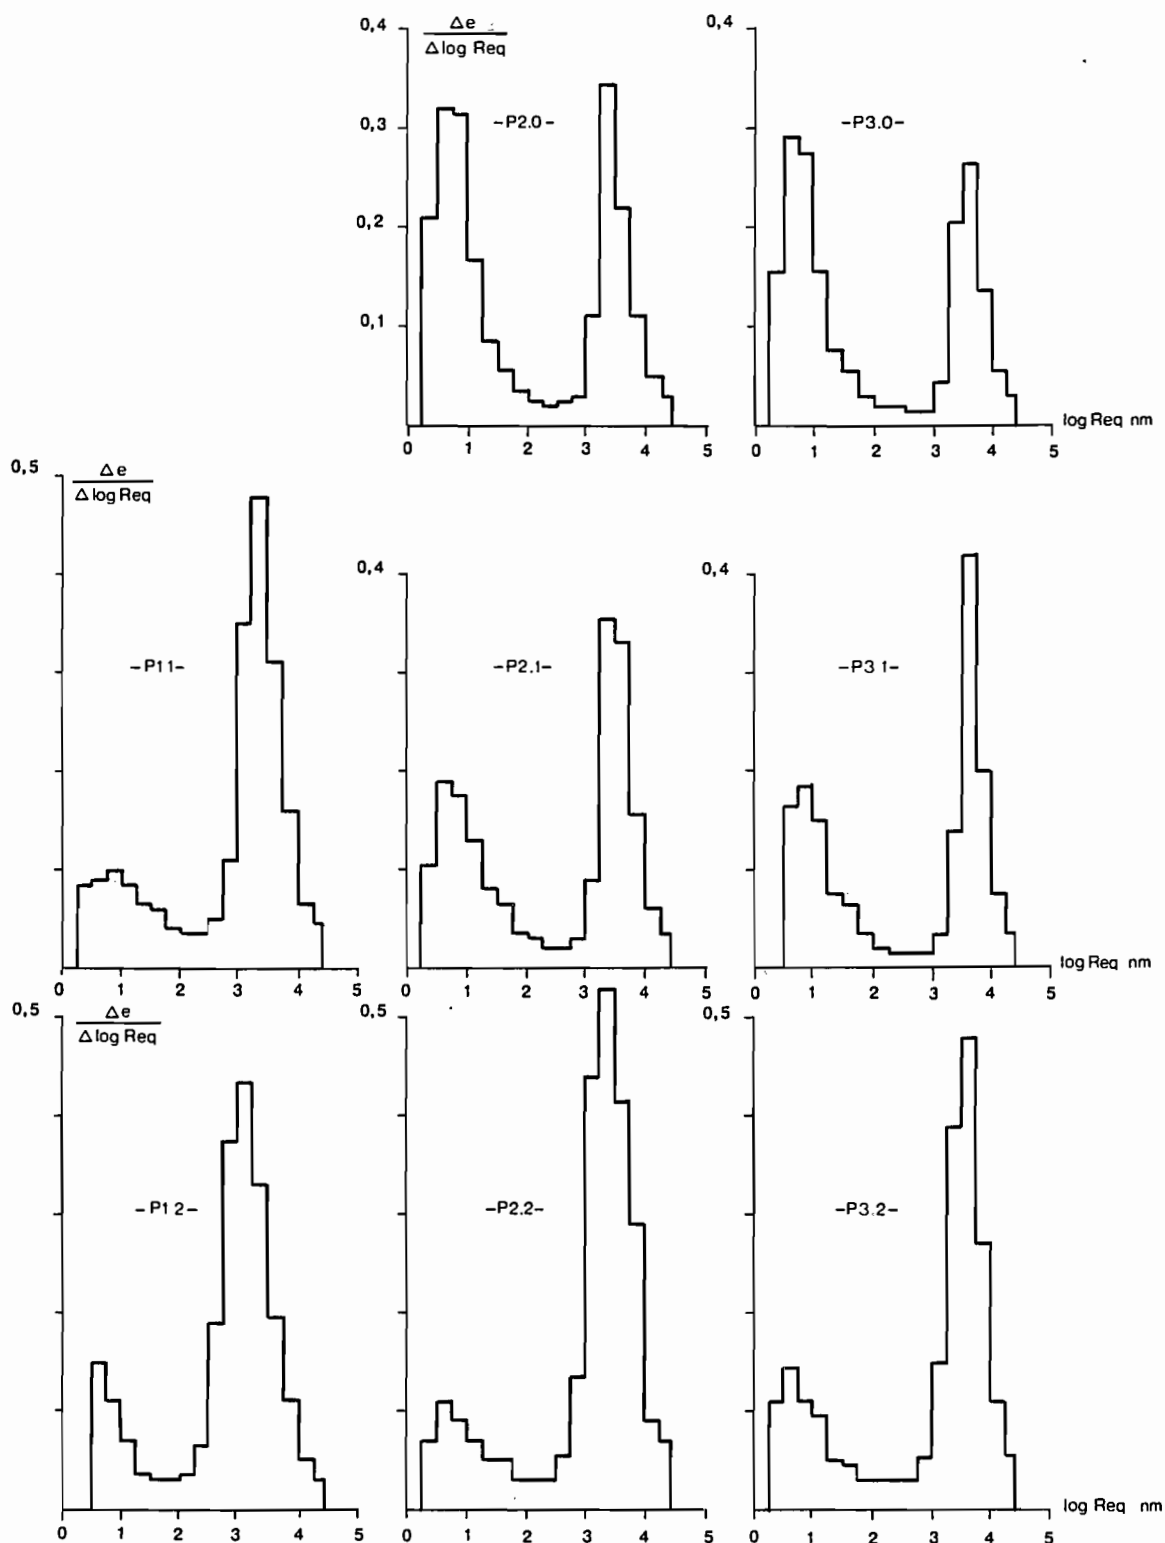 0,4
Δe
Δlog Req
0,3
-P2.0-
0,2
0,1
0 1 2 3 4 5
0,4
-P3.0-
log Req nm
0 1 2 3 4 5
0,5
Δe
Δ log Req
-P1 1-
0 1 2 3 4 5
0,4
-P2.1-
0 1 2 3 4 5
0,4
-P3 1-
log Req nm
0 1 2 3 4 5
0,5
Δe
Δ log Req
-P1 2-
0 1 2 3 4 5
0,5
-P2.2-
0 1 2 3 4 5
0,5
-P3.2-
log Req nm
0 1 2 3 4 5